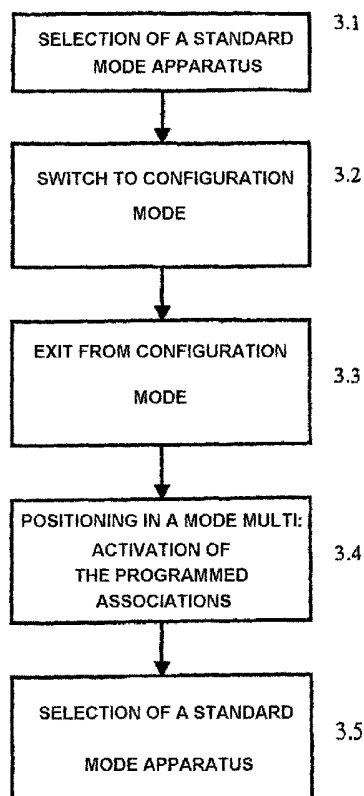 3.1
SELECTION OF A STANDARD
MODE APPARATUS
3.2
SWITCH TO CONFIGURATION
MODE
3.3
EXIT FROM CONFIGURATION
MODE
3.4
POSITIONING IN A MODE MULTI:
ACTIVATION OF
THE PROGRAMMED
ASSOCIATIONS
3.5
SELECTION OF A STANDARD
MODE APPARATUS